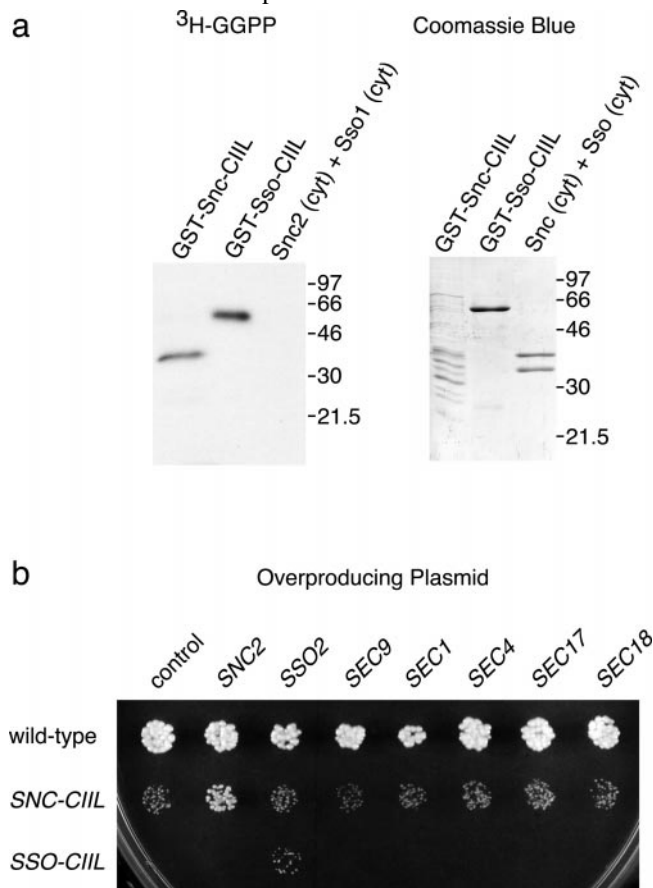 a
³H-GGPP
Coomassie Blue
GST-Snc-CIIL
GST-Sso-CIIL
Snc2 (cyt) + Sso1 (cyt)
GST-Snc-CIIL
GST-Sso-CIIL
Snc (cyt) + Sso (cyt)
-97
-66
-46
-30
-21.5
-97
-66
-46
-30
-21.5
b
Overproducing Plasmid
control
SNC2
SSO2
SEC9
SEC1
SEC4
SEC17
SEC18
wild-type
SNC-CIIL
SSO-CIIL